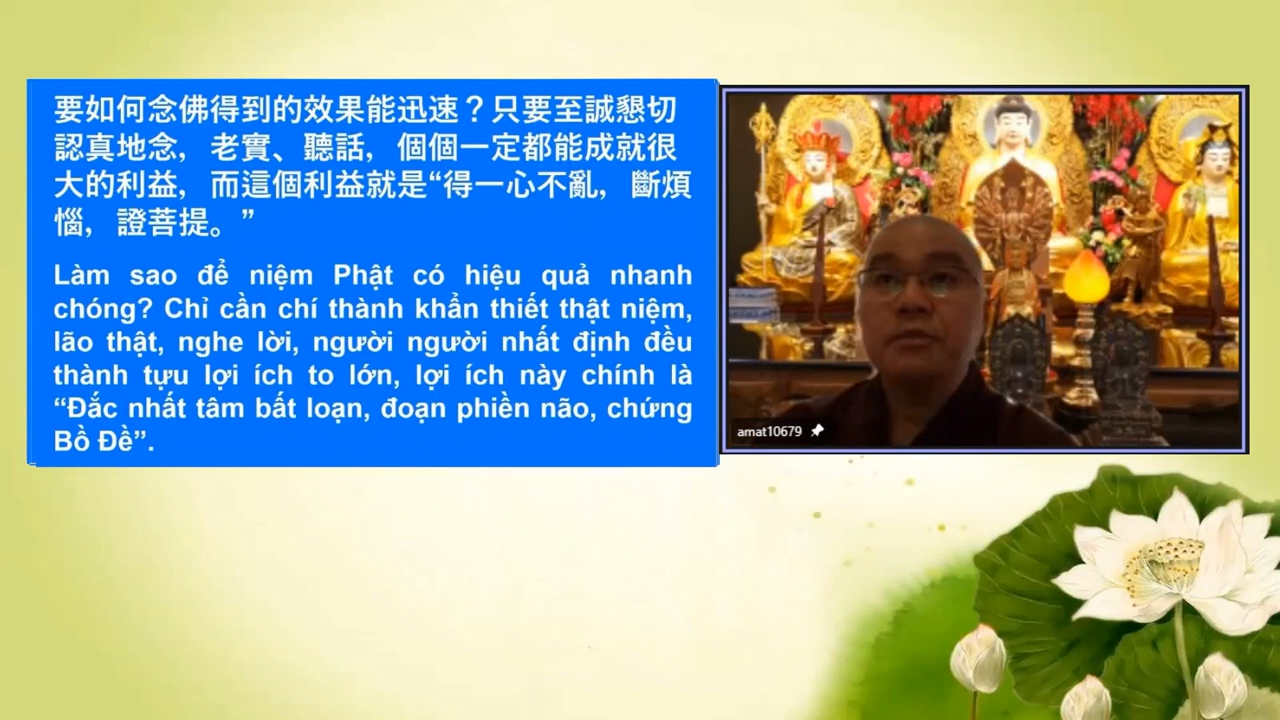 要如何念佛得到的效果能迅速？只要至誠懇切
認真地念，老實、聽話，個個一定都能成就很
大的利益，而這個利益就是“得一心不亂，斷煩
惱，證菩提。”
Làm sao để niệm Phật có hiệu quả nhanh
chóng? Chỉ cần chí thành khẩn thiết thật niệm,
lão thật, nghe lời, người người nhất định đều
thành tựu lợi ích to lớn, lợi ích này chính là
“Đắc nhất tâm bất loạn, đoạn phiền não, chứng
Bồ Đề”.
amat10679